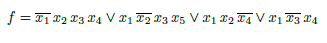 f = x̅₁ x₂ x₃ x₄ ∨ x₁ x̅₂ x₃ x₅ ∨ x₁ x₂ x̅₄ ∨ x₁ x̅₃ x₄